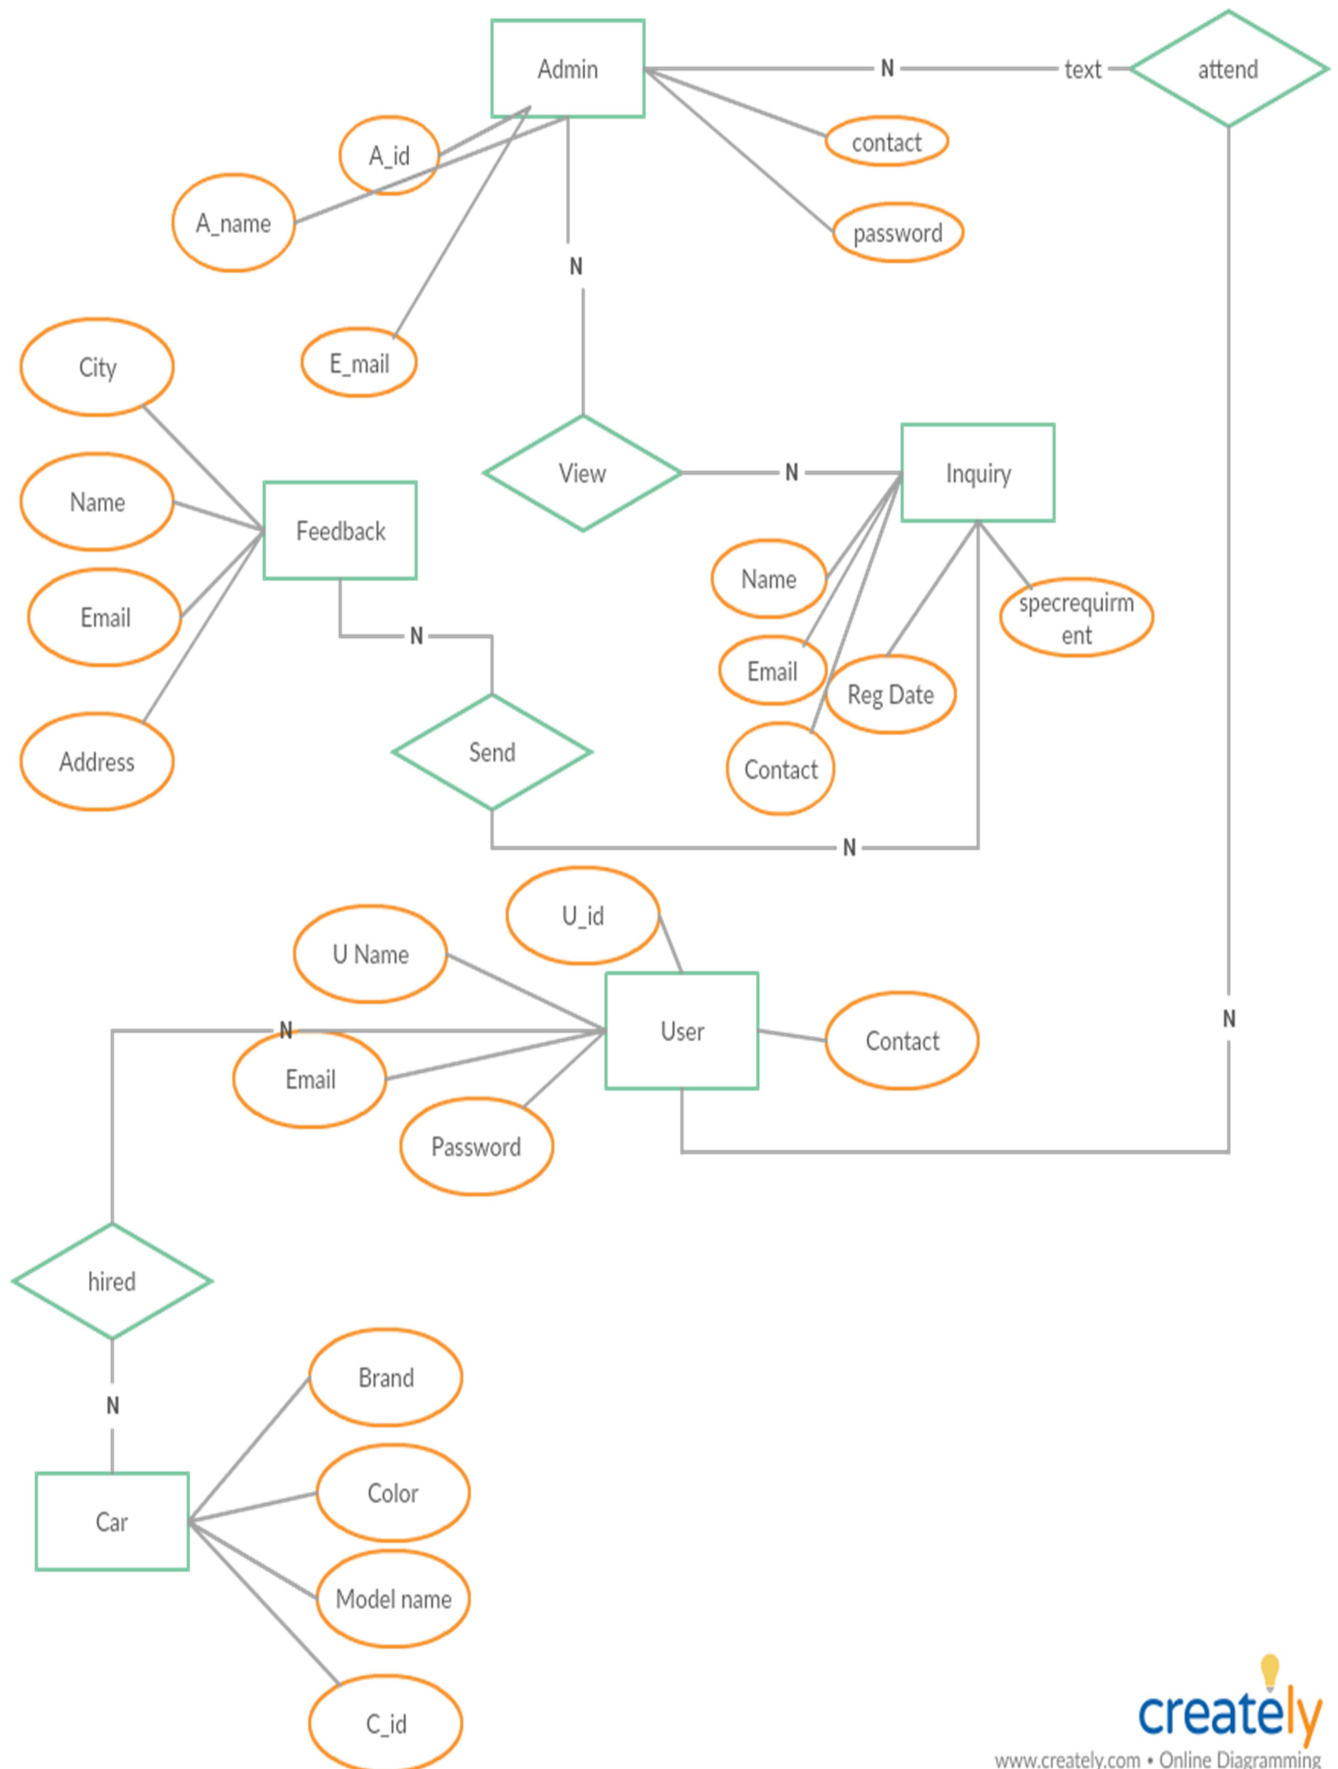 Admin
N
text
attend
contact
A_id
A_name
password
N
E_mail
City
View
N
Inquiry
Name
Feedback
Name
specrequirm
ent
Email
Email
Reg Date
N
Address
Send
Contact
N
U_id
U Name
N
User
Contact
N
Email
Password
hired
Brand
N
Color
Car
Model name
C_id
creately
www.creately.com • Online Diagramming